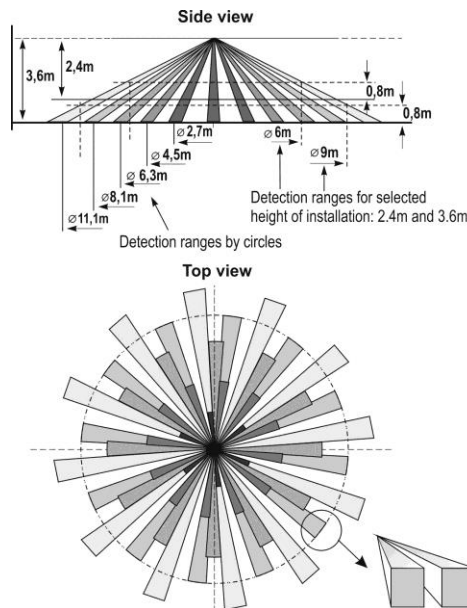 Side view
3,6m
2,4m
0,8m
0,8m
⌀2,7m
⌀6m
⌀4,5m
⌀9m
⌀6,3m
⌀8,1m
⌀11,1m
Detection ranges for selected
height of installation: 2.4m and 3.6m
Detection ranges by circles
Top view